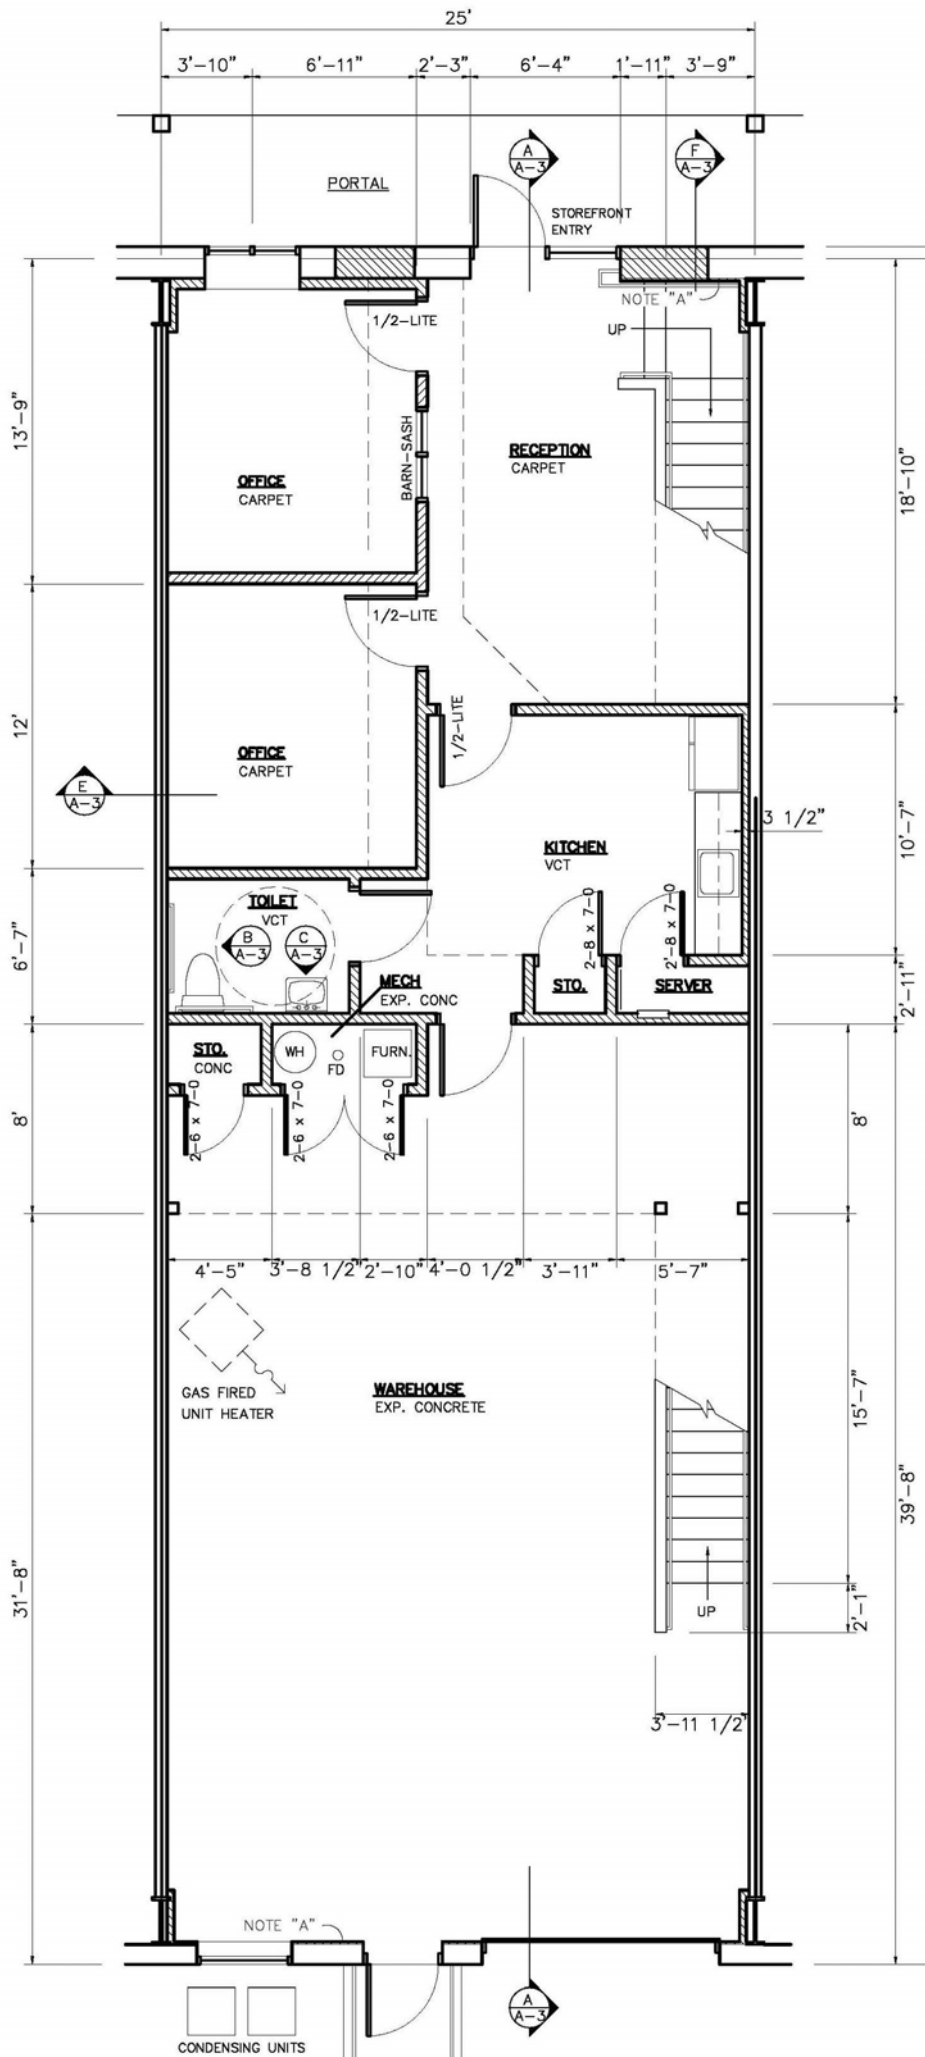 25'
3'-10"
6'-11"
2'-3"
6'-4"
1'-11"
3'-9"
A
A-3
F
A-3
PORTAL
STOREFRONT
ENTRY
NOTE "A"
1/2-LITE
UP
13'-9"
BARN-SASH
RECEPTION
CARPET
18'-10"
OFFICE
CARPET
1/2-LITE
12'
1/2-LITE
OFFICE
CARPET
E
A-3
3 1/2"
10'-7"
KITCHEN
VCT
TOILET
VCT
2-8 x 7-0
2'-8 x 7-0
6'-7"
B
A-3
C
A-3
MECH
EXP. CONC
STO.
SERVER
2'-11"
STO.
CONC
WH
FD
FURN.
8'
2-6 x 7-0
2-6 x 7-0
2-6 x 7-0
8'
4'-5"
3'-8 1/2"
2'-10"
4'-0 1/2"
3'-11"
5'-7"
GAS FIRED
UNIT HEATER
WAREHOUSE
EXP. CONCRETE
15'-7"
39'-8"
31'-8"
UP
2'-1"
3'-11 1/2'
NOTE "A"
A
A-3
CONDENSING UNITS